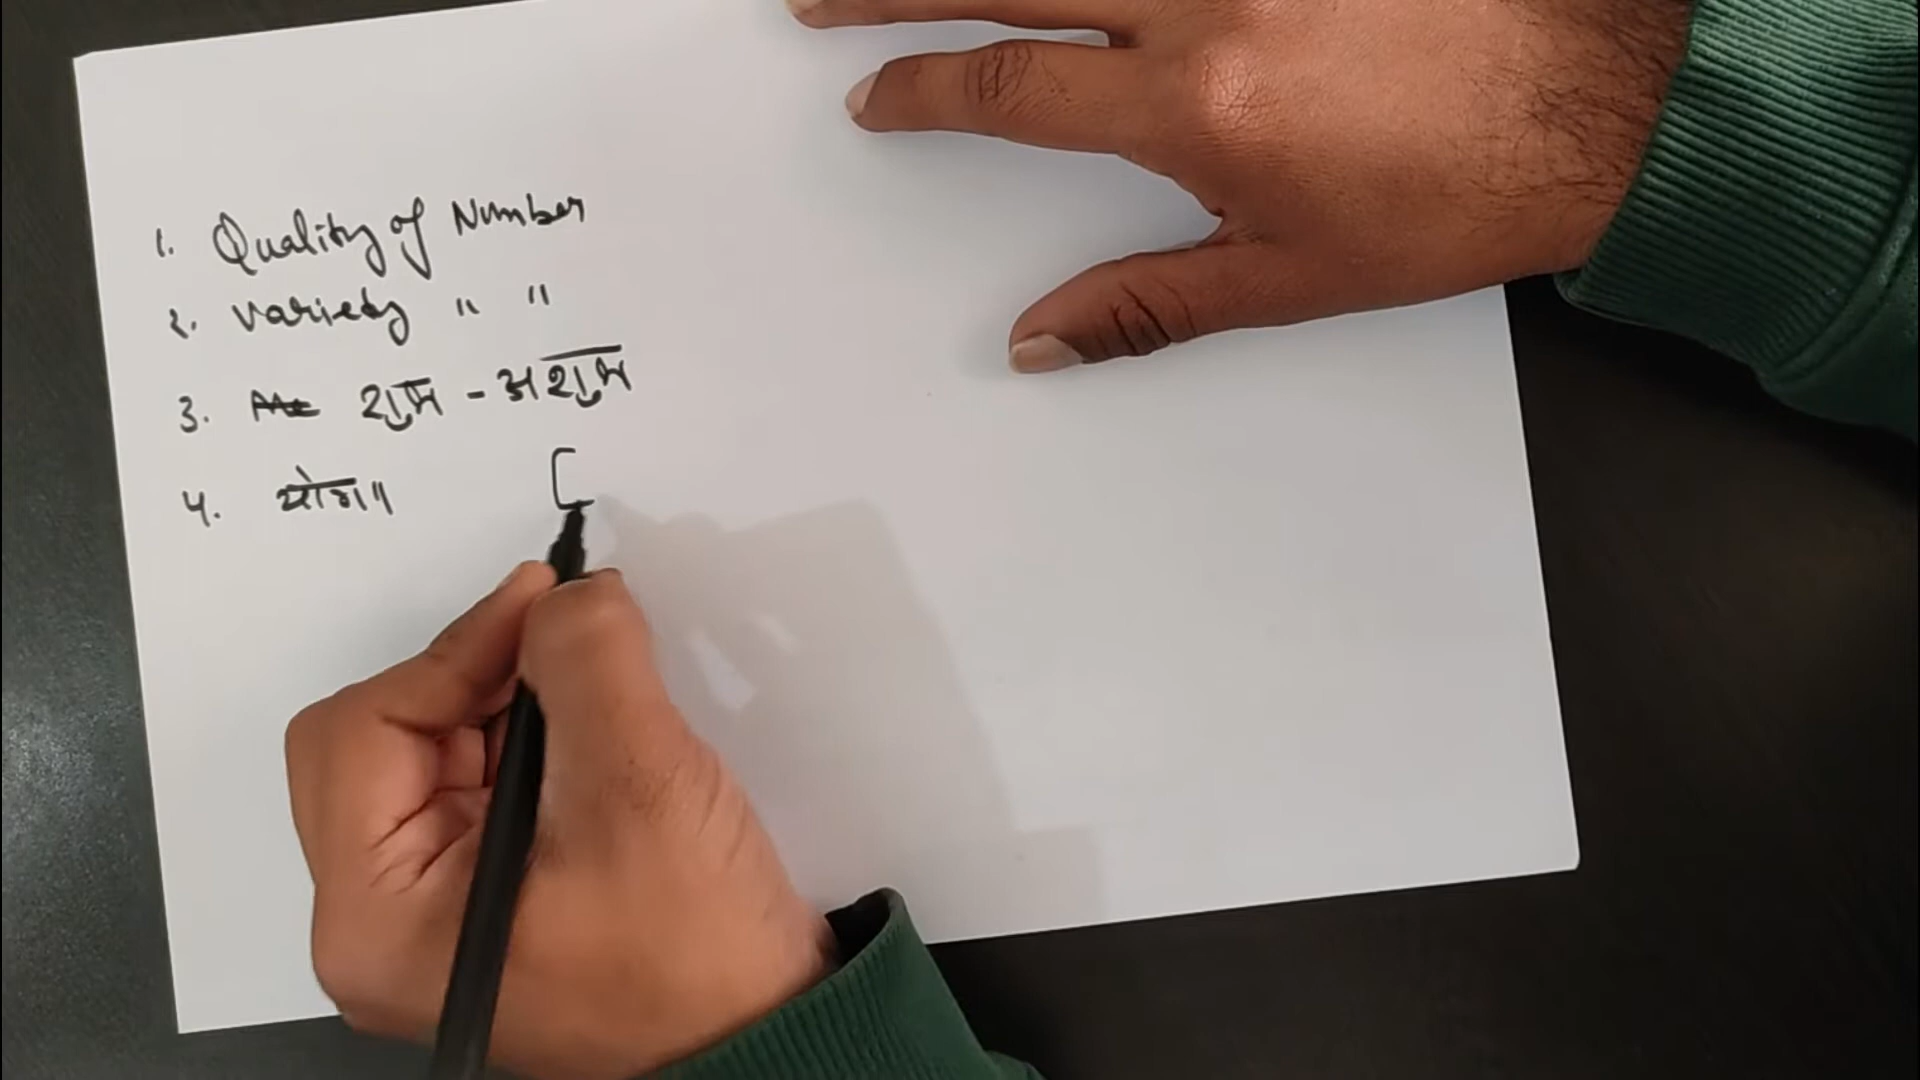 1. Quality of Number
2. Variety " "
3. शुभ - अशुभ
4. योग॥
[